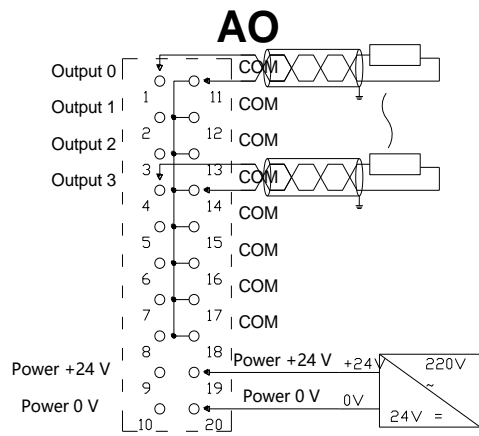 AO
Output 0 COM
1 11
Output 1 COM
2 12
Output 2 COM
3 13
Output 3 COM
4 14
COM
5 15
COM
6 16
COM
7 17
COM
8 18
Power +24 V Power +24 V +24V 220V
~
9 19
Power 0 V Power 0 V 0V 24V =
10 20